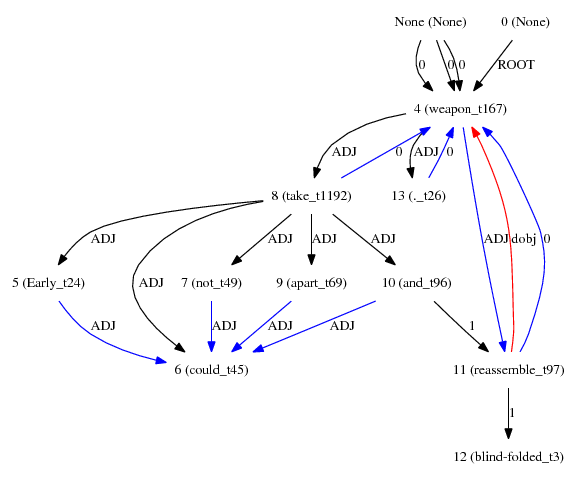 None (None) 0 (None)
0 0 0 ROOT
4 (weapon_t167)
ADJ 0 ADJ 0
8 (take_t1192) 13 (._t26)
ADJ ADJ ADJ ADJ ADJ dobj 0
5 (Early_t24) ADJ 7 (not_t49) 9 (apart_t69) 10 (and_t96)
ADJ ADJ ADJ ADJ 1
6 (could_t45) 11 (reassemble_t97)
1
12 (blind-folded_t3)